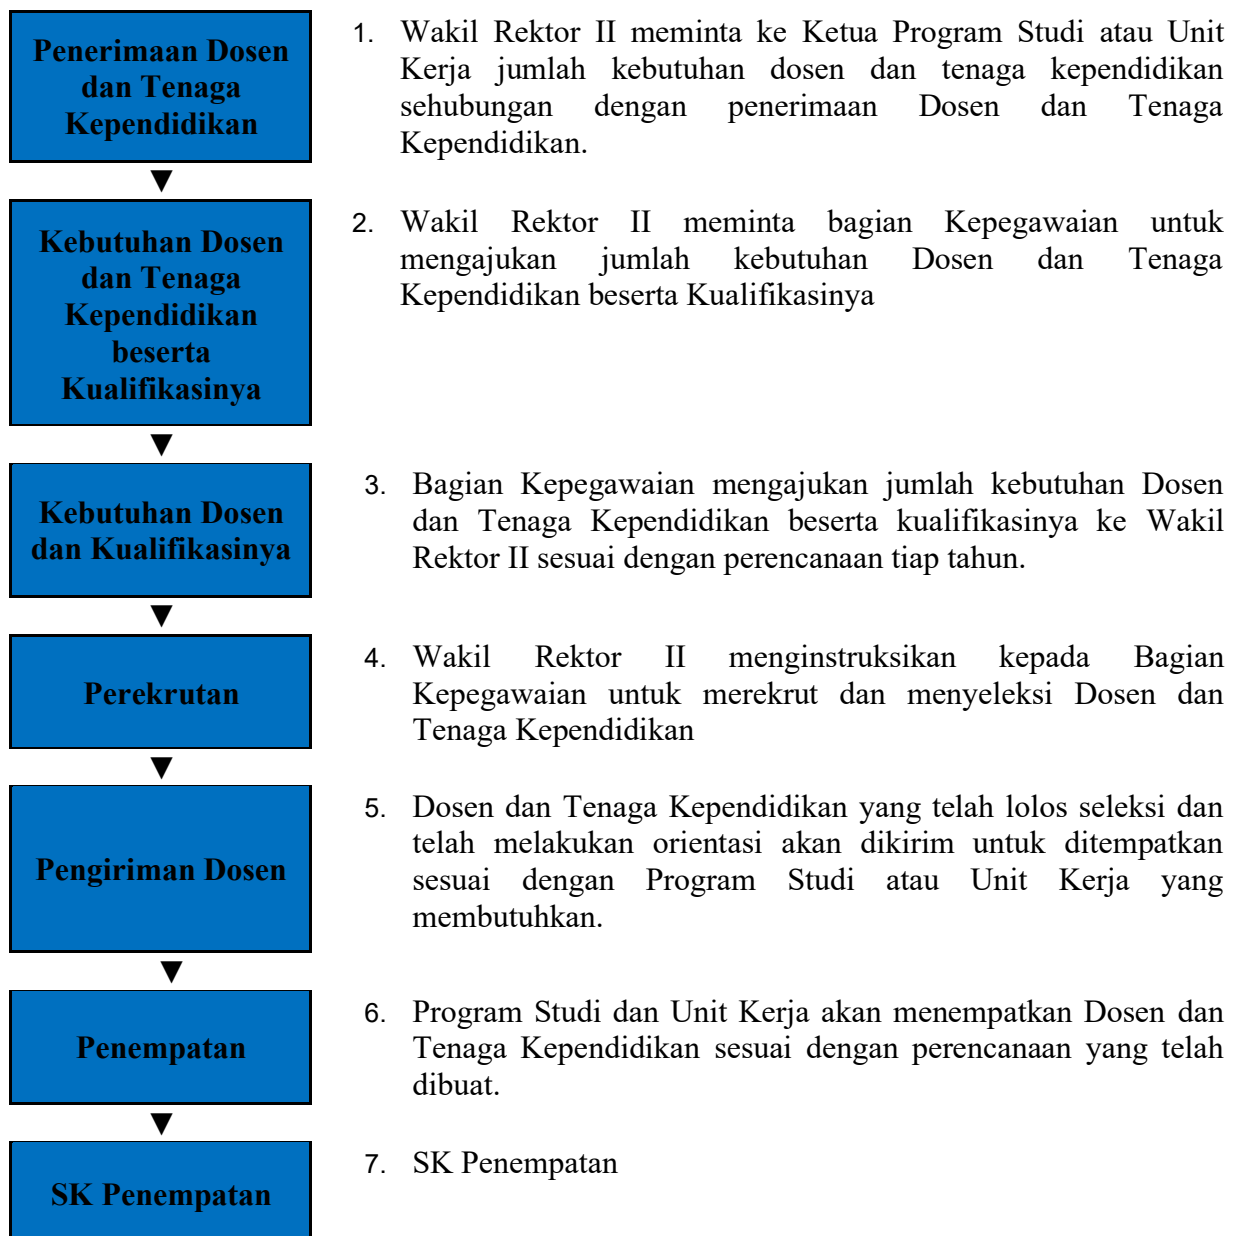 Penerimaan Dosen
dan Tenaga
Kependidikan
1. Wakil Rektor II meminta ke Ketua Program Studi atau Unit
Kerja jumlah kebutuhan dosen dan tenaga kependidikan
sehubungan dengan penerimaan Dosen dan Tenaga
Kependidikan.
Kebutuhan Dosen
dan Tenaga
Kependidikan
beserta
Kualifikasinya
2. Wakil Rektor II meminta bagian Kepegawaian untuk
mengajukan jumlah kebutuhan Dosen dan Tenaga
Kependidikan beserta Kualifikasinya
Kebutuhan Dosen
dan Kualifikasinya
3. Bagian Kepegawaian mengajukan jumlah kebutuhan Dosen
dan Tenaga Kependidikan beserta kualifikasinya ke Wakil
Rektor II sesuai dengan perencanaan tiap tahun.
Perekrutan
4. Wakil Rektor II menginstruksikan kepada Bagian
Kepegawaian untuk merekrut dan menyeleksi Dosen dan
Tenaga Kependidikan
Pengiriman Dosen
5. Dosen dan Tenaga Kependidikan yang telah lolos seleksi dan
telah melakukan orientasi akan dikirim untuk ditempatkan
sesuai dengan Program Studi atau Unit Kerja yang
membutuhkan.
Penempatan
6. Program Studi dan Unit Kerja akan menempatkan Dosen dan
Tenaga Kependidikan sesuai dengan perencanaan yang telah
dibuat.
SK Penempatan
7. SK Penempatan